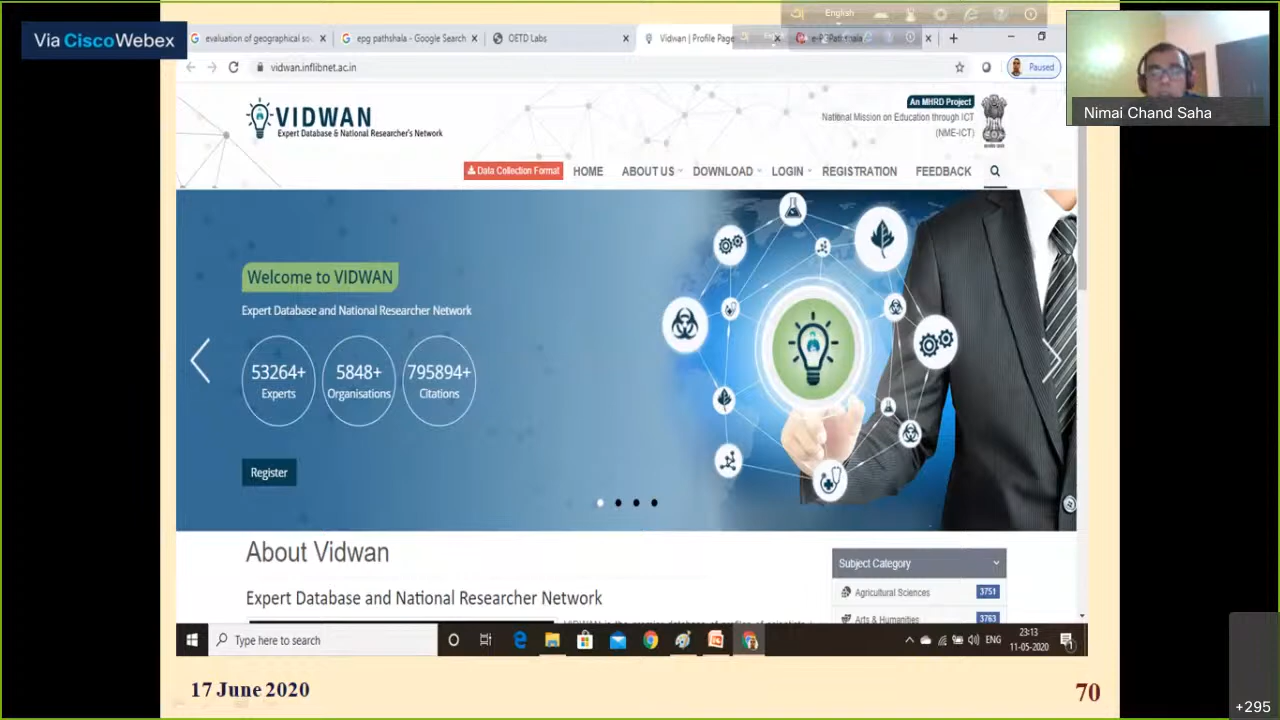 English
Via Cisco Webex
evaluation of geographical so
epg pathshala - Google Search
OETD Labs
Vidwan | Profile Page
vidwan.inflibnet.ac.in
Paused
Nimai Chand Saha
VIDWAN
Expert Database & National Researcher's Network
An MHRD Project
National Mission on Education through ICT
(NME-ICT)
Data Collection Format
HOME
ABOUT US
DOWNLOAD
LOGIN
REGISTRATION
FEEDBACK
Welcome to VIDWAN
Expert Database and National Researcher Network
53264+
Experts
5848+
Organisations
795894+
Citations
Register
About Vidwan
Subject Category
Agricultural Sciences
3751
Expert Database and National Researcher Network
Arts & Humanities
3763
Type here to search
ENG
23:13
11-05-2020
17 June 2020
70
+295